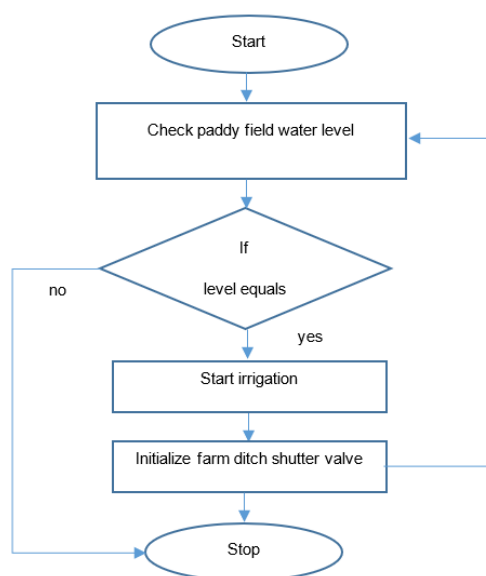 Start
Check paddy field water level
If
level equals
no
yes
Start irrigation
Initialize farm ditch shutter valve
Stop